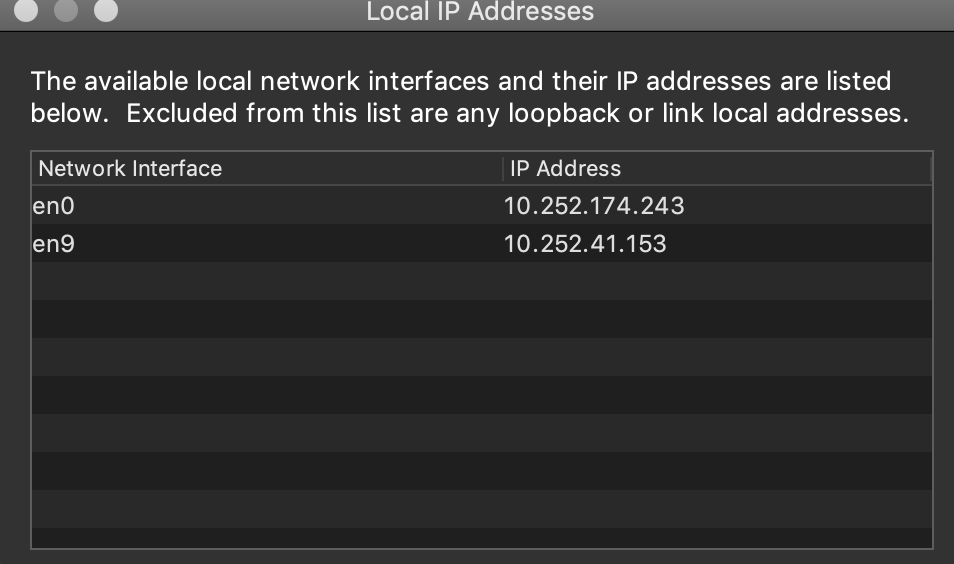 Local IP Addresses
The available local network interfaces and their IP addresses are listed
below.  Excluded from this list are any loopback or link local addresses.
Network Interface IP Address
en0 10.252.174.243
en9 10.252.41.153